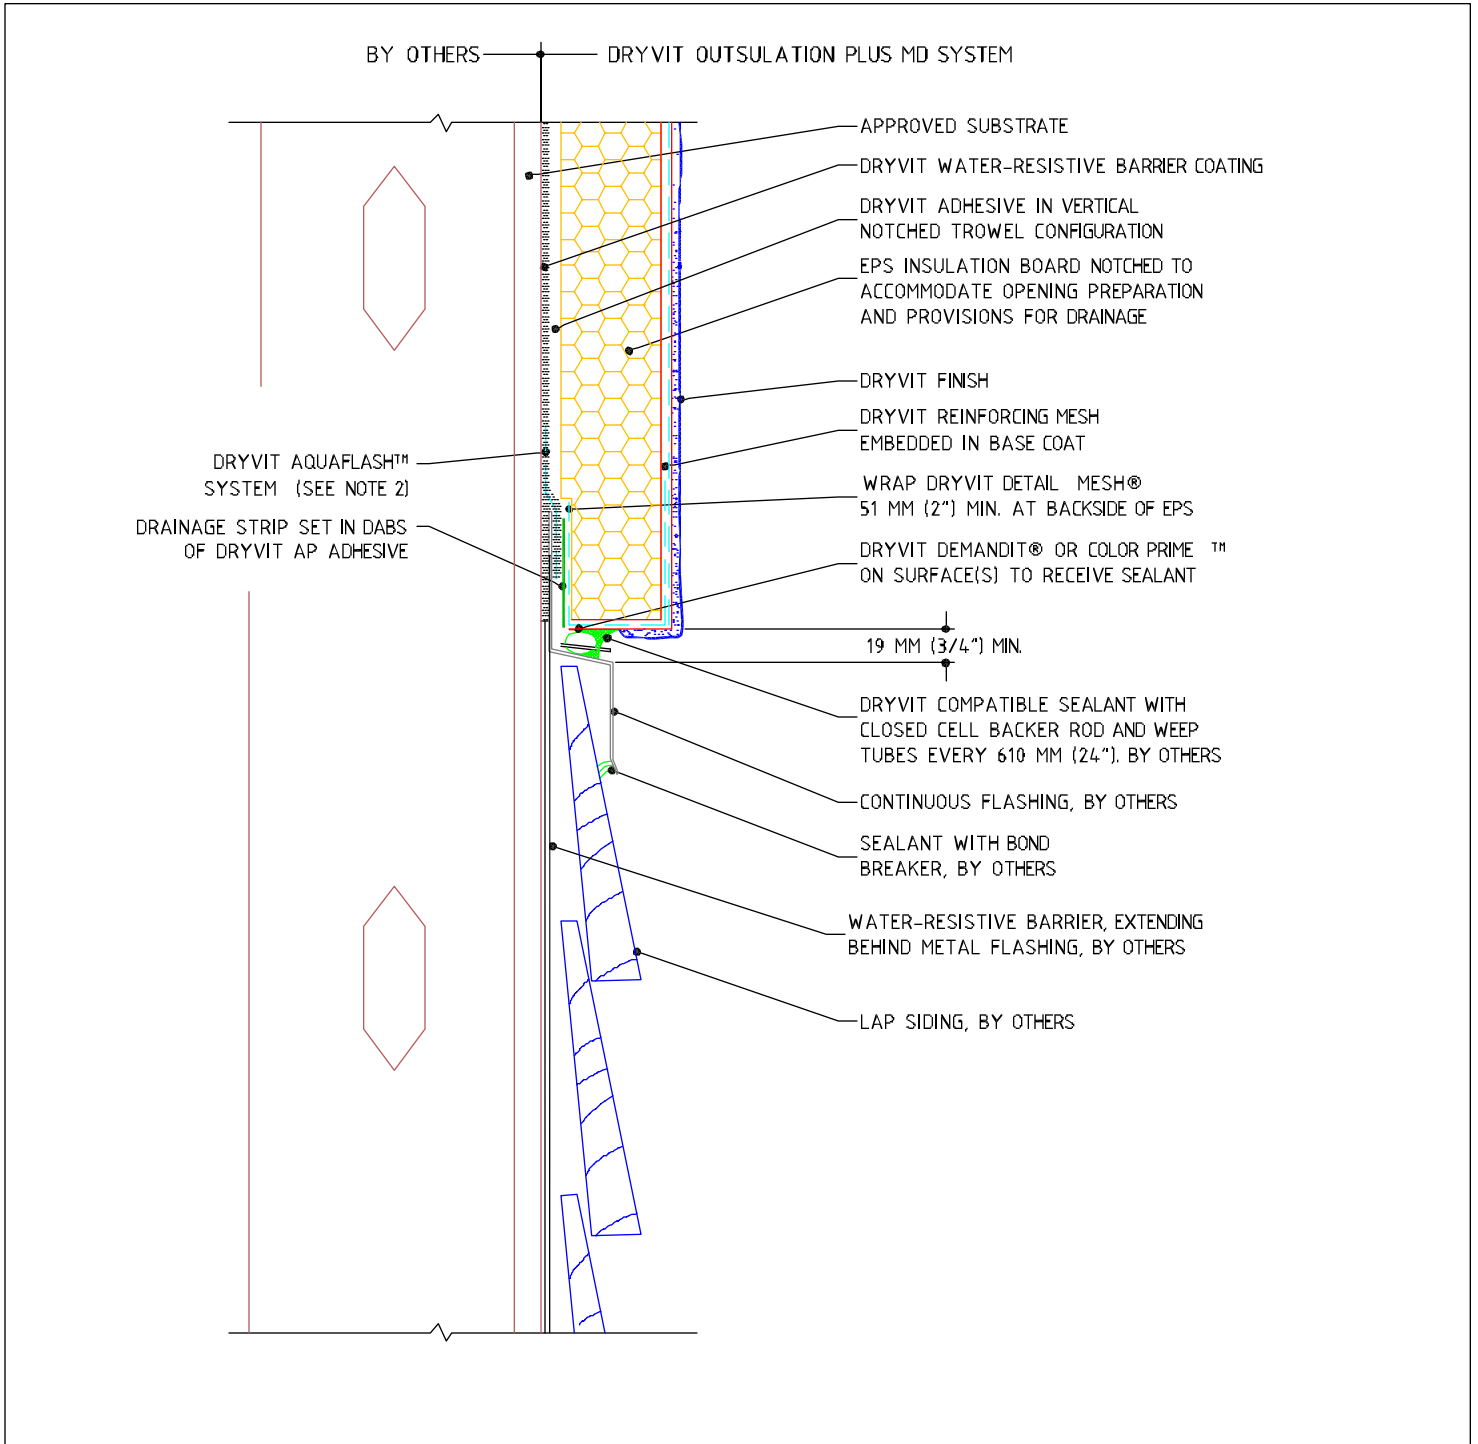 BY OTHERS
DRYVIT OUTSULATION PLUS MD SYSTEM
APPROVED SUBSTRATE
DRYVIT WATER-RESISTIVE BARRIER COATING
DRYVIT ADHESIVE IN VERTICAL
NOTCHED TROWEL CONFIGURATION
EPS INSULATION BOARD NOTCHED TO
ACCOMMODATE OPENING PREPARATION
AND PROVISIONS FOR DRAINAGE
DRYVIT FINISH
DRYVIT REINFORCING MESH
EMBEDDED IN BASE COAT
DRYVIT AQUAFLASH™
SYSTEM (SEE NOTE 2)
WRAP DRYVIT DETAIL MESH®
51 MM (2") MIN. AT BACKSIDE OF EPS
DRAINAGE STRIP SET IN DABS
OF DRYVIT AP ADHESIVE
DRYVIT DEMANDIT® OR COLOR PRIME ™
ON SURFACE(S) TO RECEIVE SEALANT
19 MM (3/4") MIN.
DRYVIT COMPATIBLE SEALANT WITH
CLOSED CELL BACKER ROD AND WEEP
TUBES EVERY 610 MM (24"). BY OTHERS
CONTINUOUS FLASHING, BY OTHERS
SEALANT WITH BOND
BREAKER, BY OTHERS
WATER-RESISTIVE BARRIER, EXTENDING
BEHIND METAL FLASHING, BY OTHERS
LAP SIDING, BY OTHERS